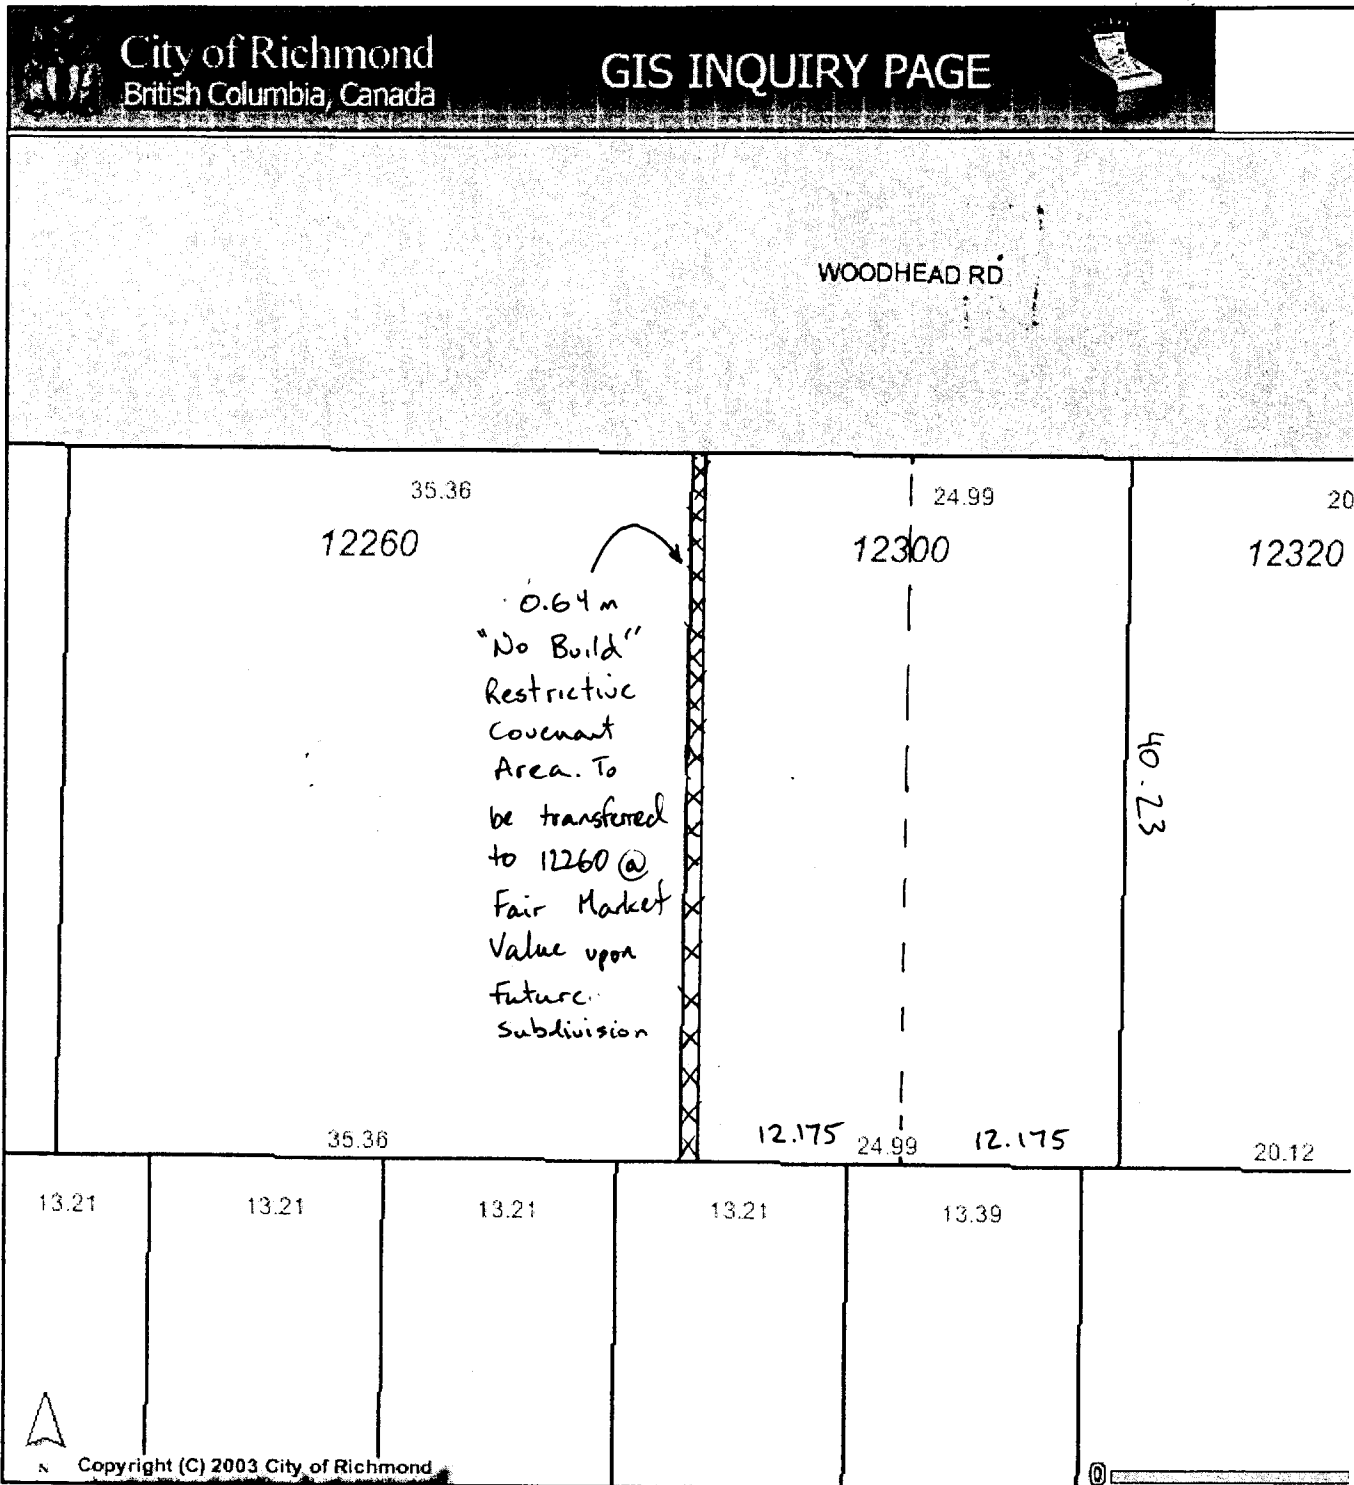 City of Richmond
British Columbia, Canada
GIS INQUIRY PAGE
WOODHEAD RD
35.36
24.99
20
12260
12300
12320
0.64 m
"No Build"
Restrictive
Covenant
Area. To
be transferred
to 12260 @
Fair Market
Value upon
Future
Subdivision
40.23
35.36
12.175
24.99
12.175
20.12
13.21
13.21
13.21
13.21
13.39
N
Copyright (C) 2003 City of Richmond
0